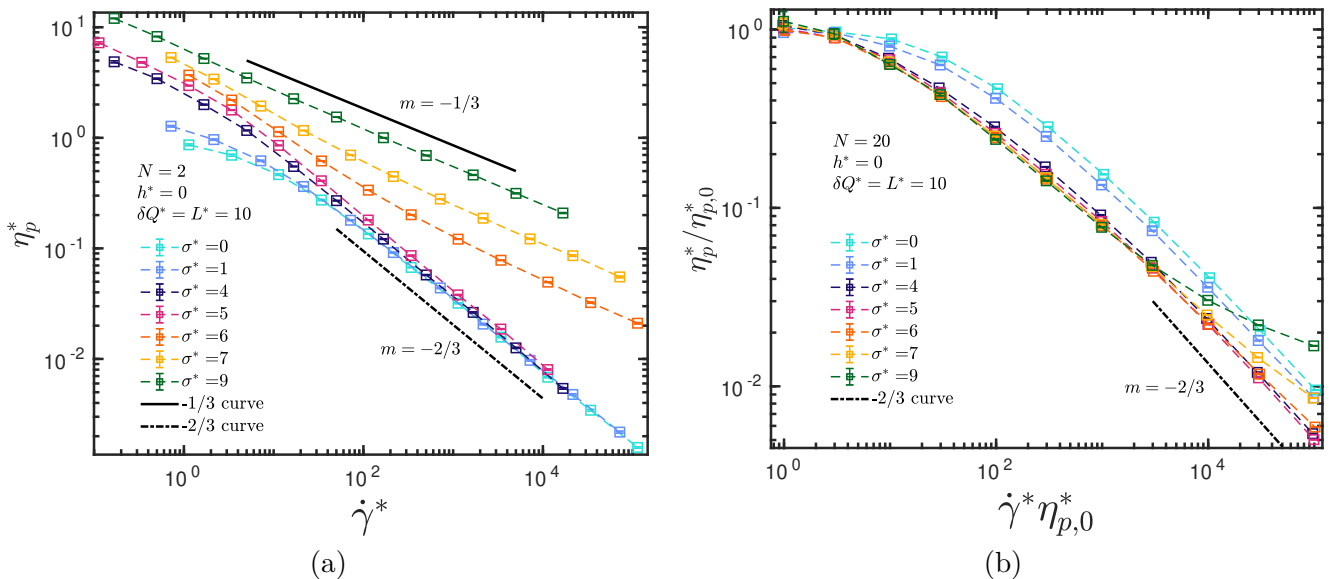 10^1
10^0
10^-1
10^-2
η*_p
m = −1/3
N = 2
h* = 0
δQ* = L* = 10
σ* =0
σ* =1
σ* =4
σ* =5
σ* =6
σ* =7
σ* =9
-1/3 curve
-2/3 curve
m = −2/3
10^0
10^2
10^4
γ̇*
(a)
10^0
10^-1
10^-2
η*_p/η*_p,0
N = 20
h* = 0
δQ* = L* = 10
σ* =0
σ* =1
σ* =4
σ* =5
σ* =6
σ* =7
σ* =9
-2/3 curve
m = −2/3
10^0
10^2
10^4
γ̇*η*_p,0
(b)